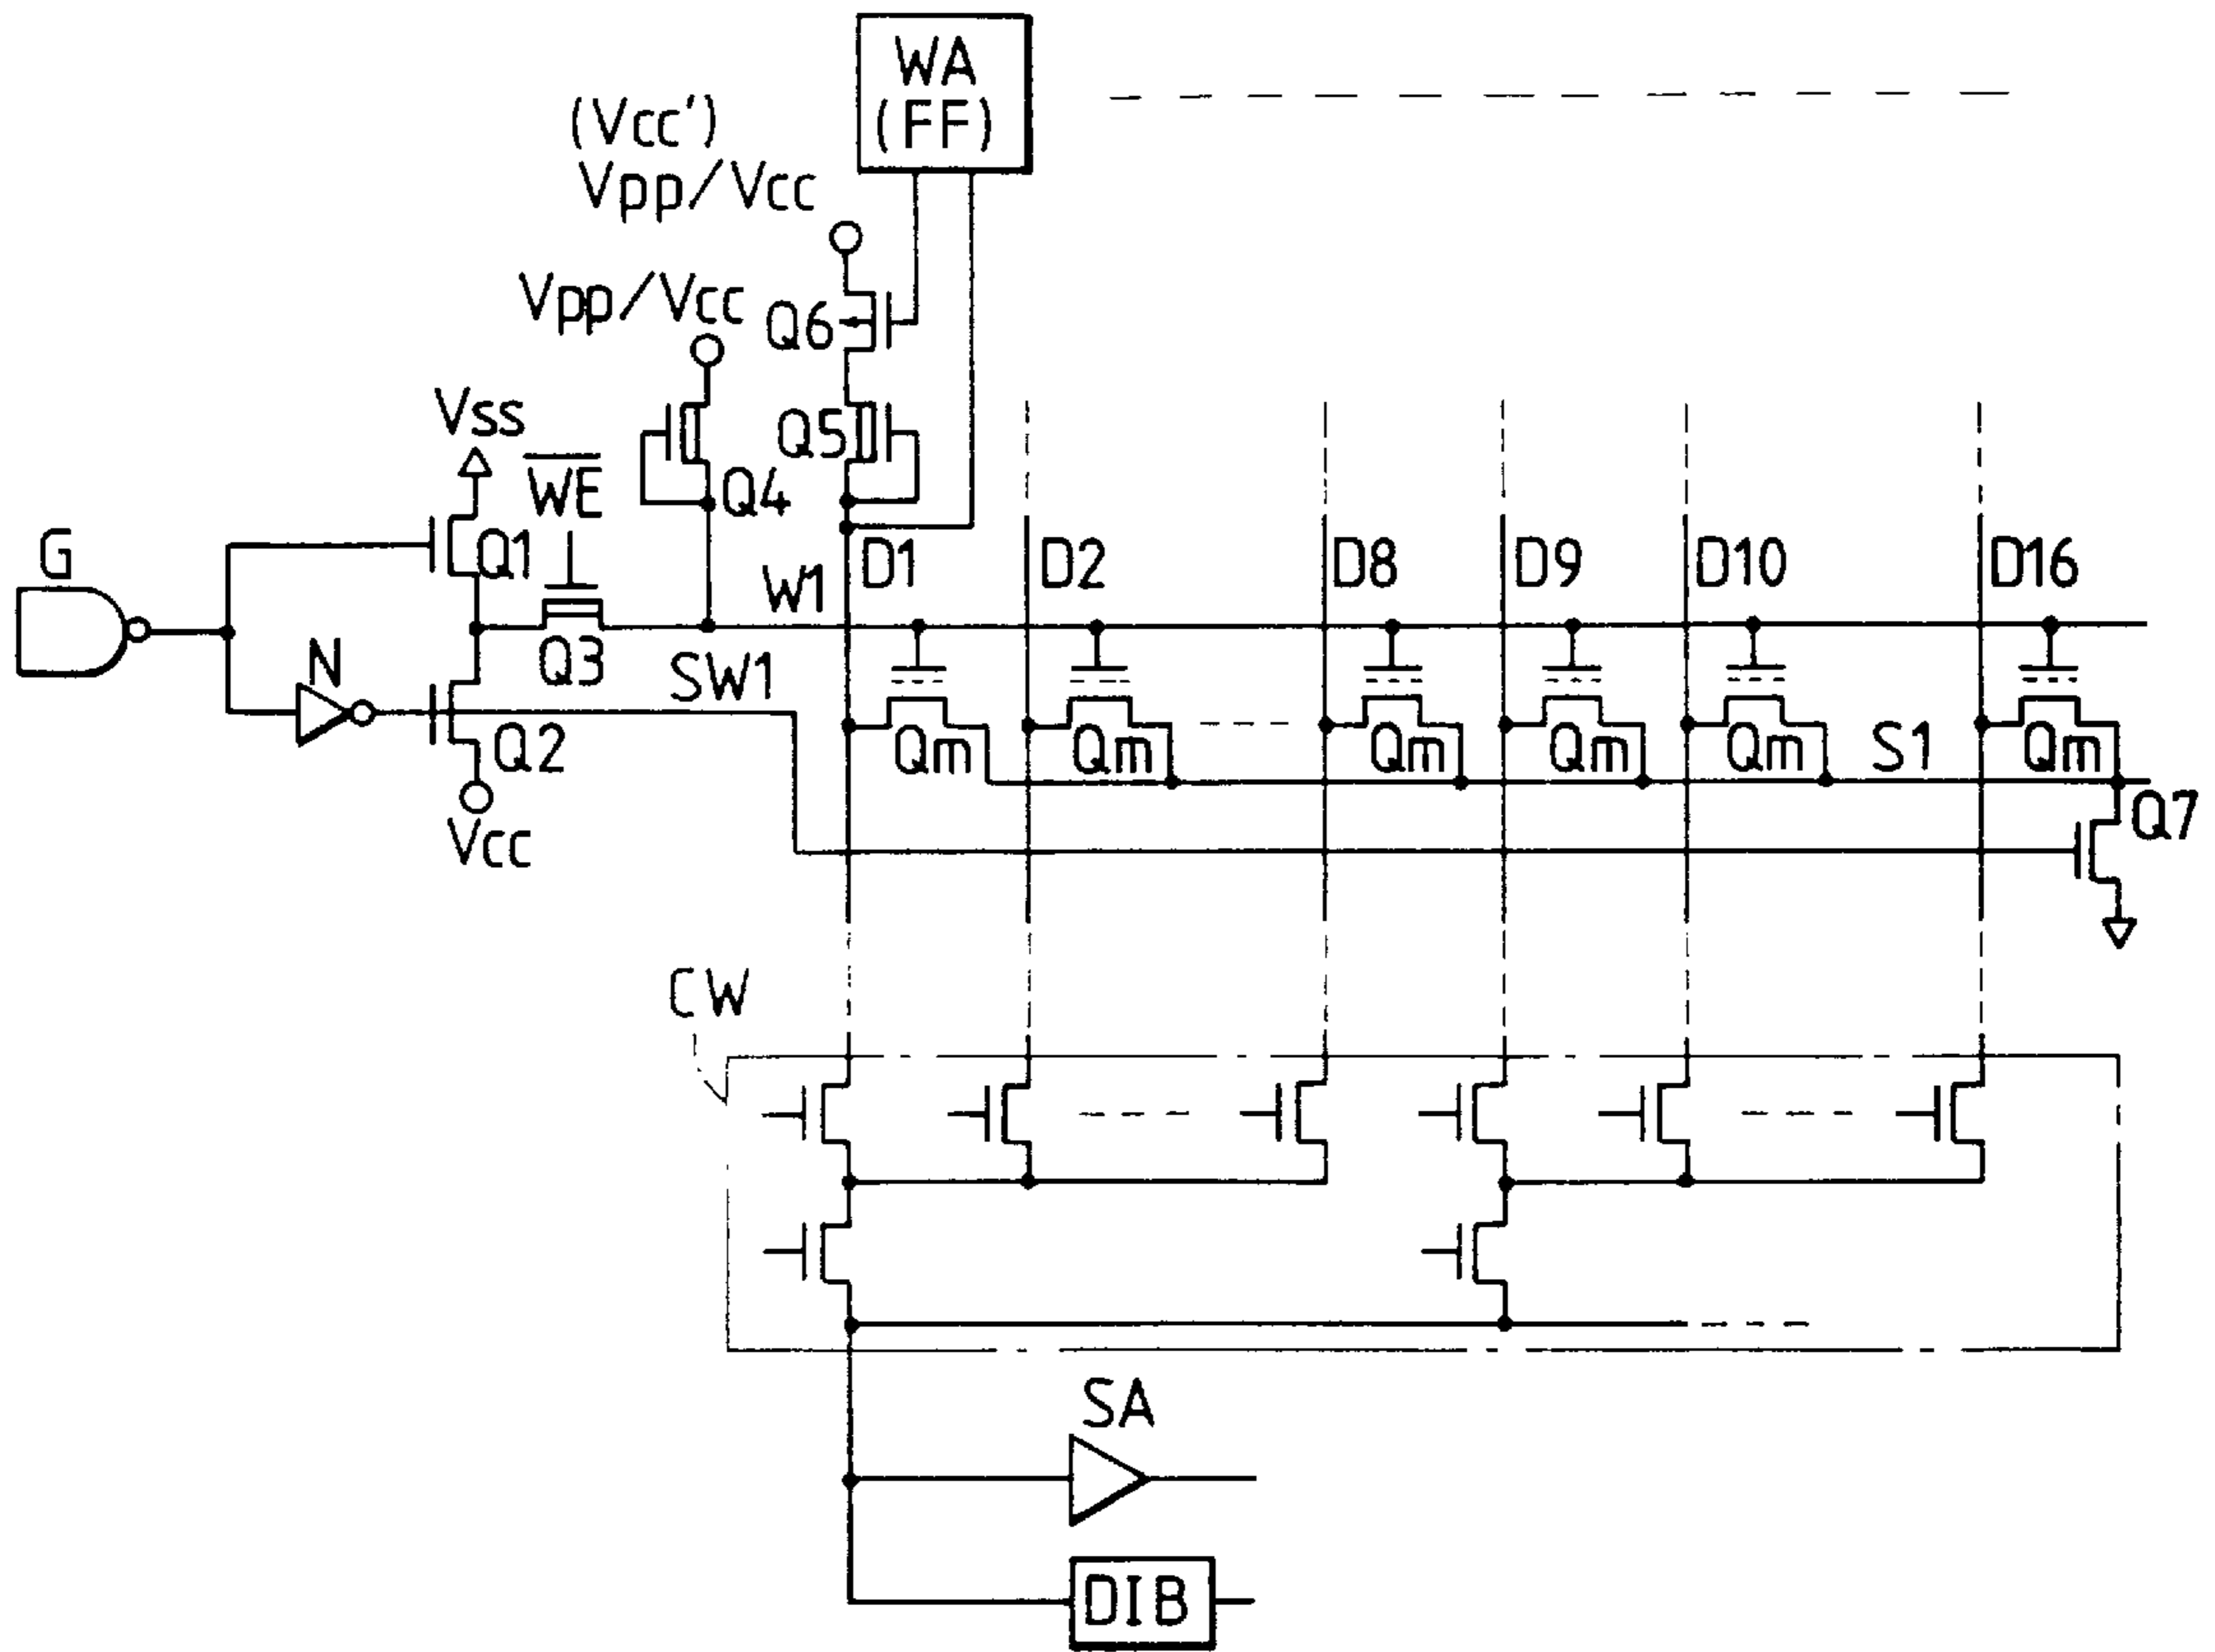 WA
(FF)
(Vcc')
Vpp/Vcc
Vpp/Vcc
Q6
Vss
Q5
WE
Q4
G
Q1
W1
D1
D2
D8
D9
D10
D16
N
Q3
SW1
Q2
Qm
Qm
Qm
Qm
Qm
S1
Qm
Vcc
Q7
CW
SA
DIB